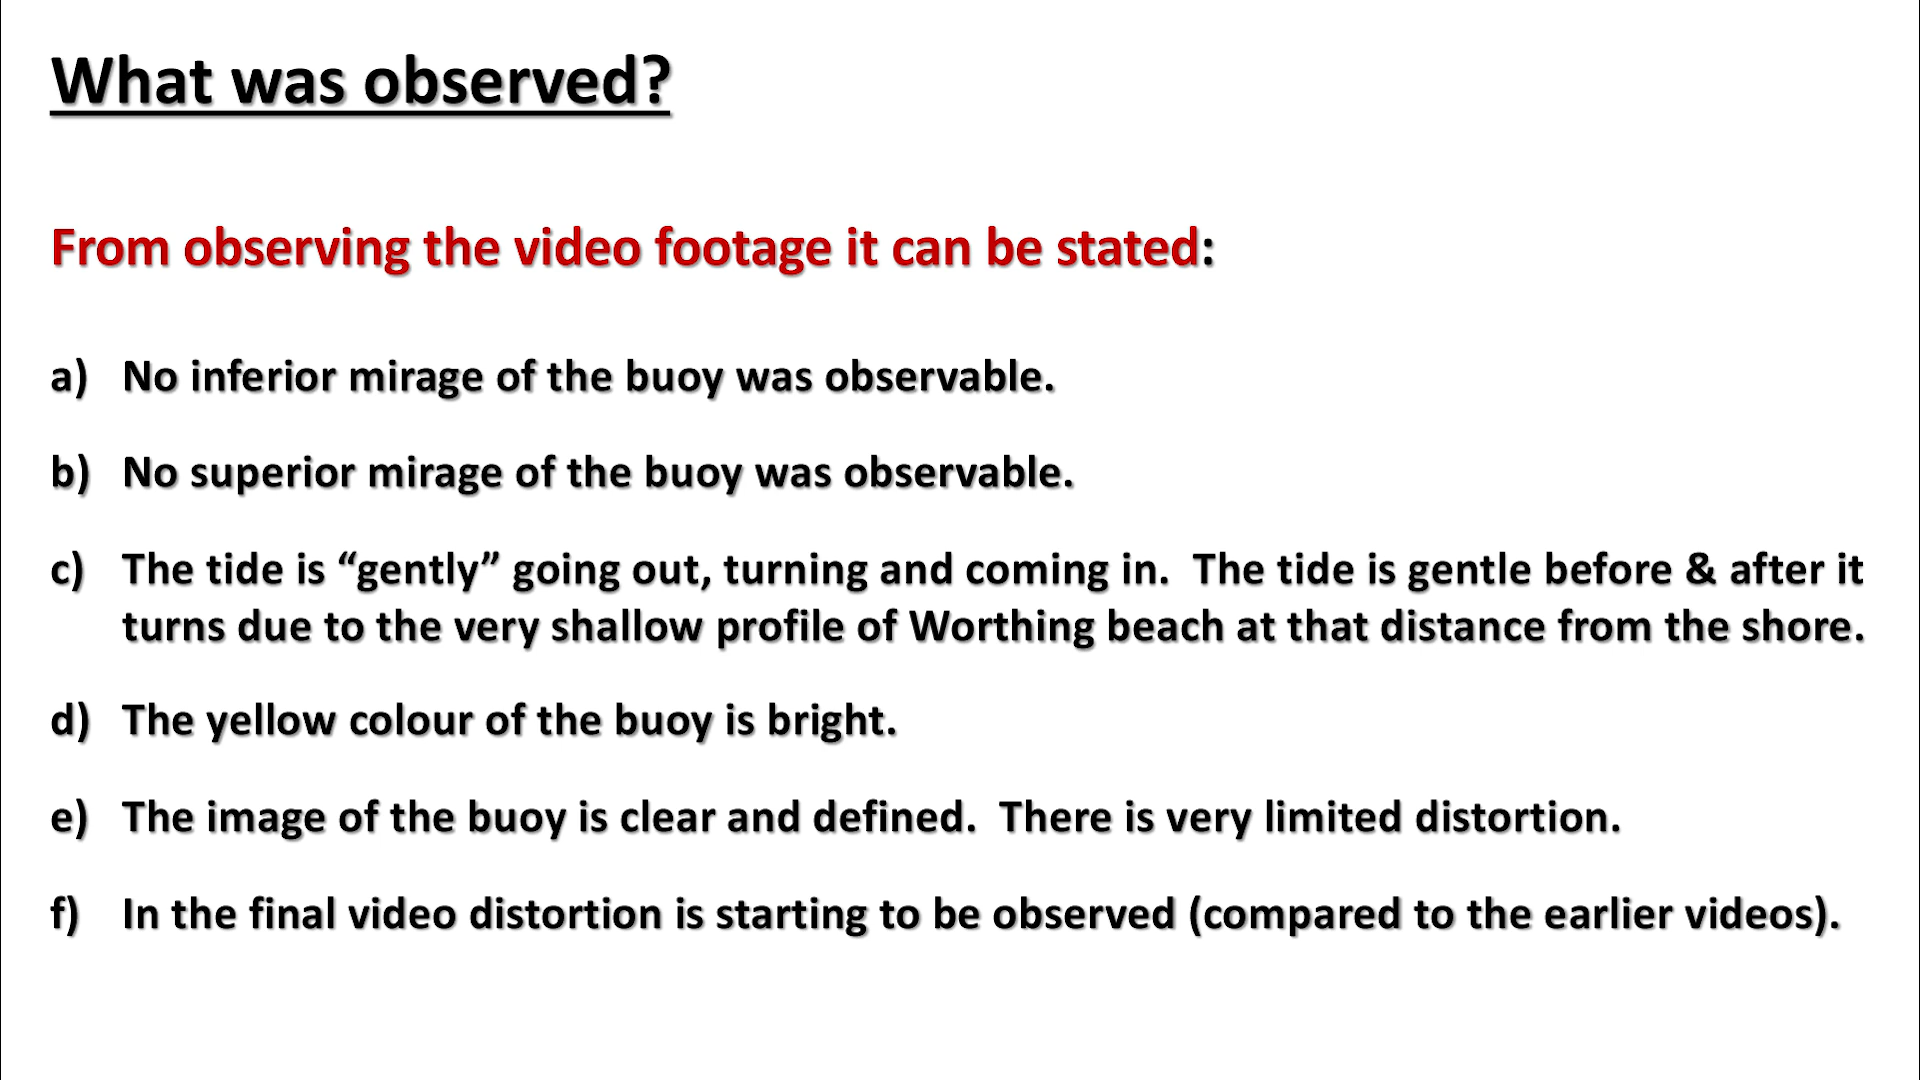 What was observed?
From observing the video footage it can be stated:
a) No inferior mirage of the buoy was observable.
b) No superior mirage of the buoy was observable.
c) The tide is “gently” going out, turning and coming in.  The tide is gentle before & after it
turns due to the very shallow profile of Worthing beach at that distance from the shore.
d) The yellow colour of the buoy is bright.
e) The image of the buoy is clear and defined.  There is very limited distortion.
f) In the final video distortion is starting to be observed (compared to the earlier videos).